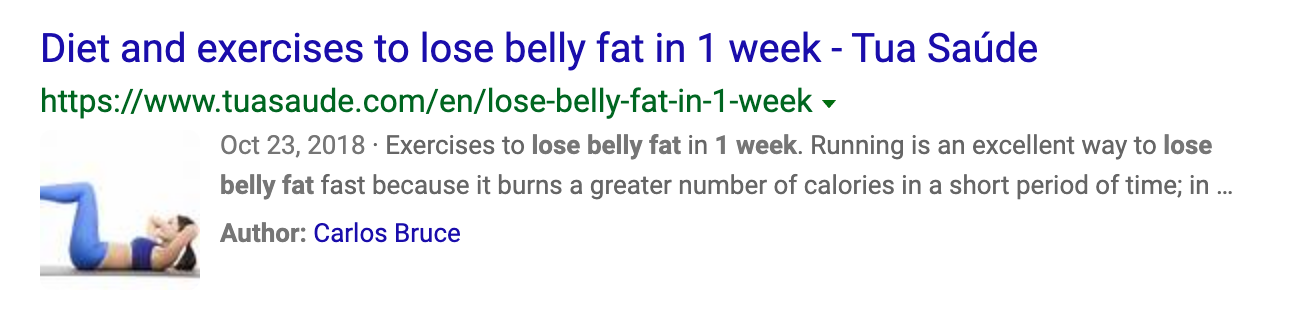 Diet and exercises to lose belly fat in 1 week - Tua Saúde
https://www.tuasaude.com/en/lose-belly-fat-in-1-week
Oct 23, 2018 · Exercises to lose belly fat in 1 week. Running is an excellent way to lose
belly fat fast because it burns a greater number of calories in a short period of time; in ...
Author: Carlos Bruce